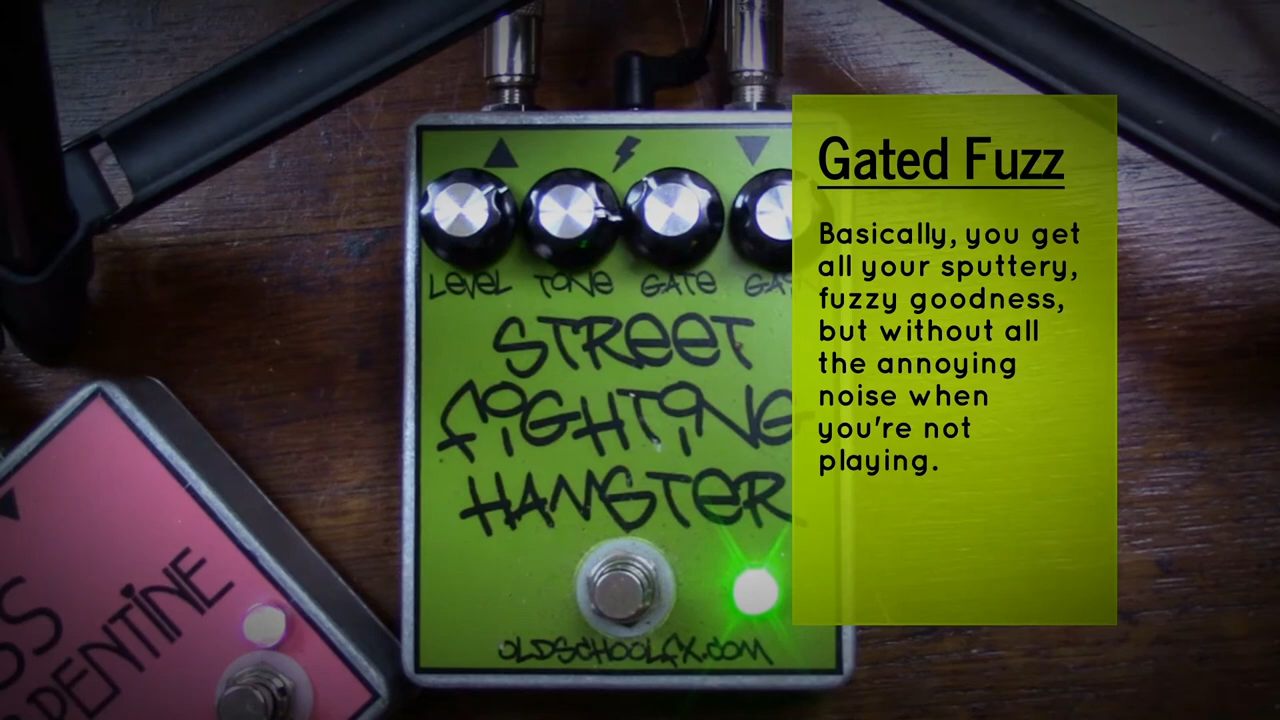 LEVEL TONE GATE
STREET
FIGHTING
HAMSTER
OLDSCHOOLFX.COM
Gated Fuzz
Basically, you get
all your sputtery,
fuzzy goodness,
but without all
the annoying
noise when
you're not
playing.